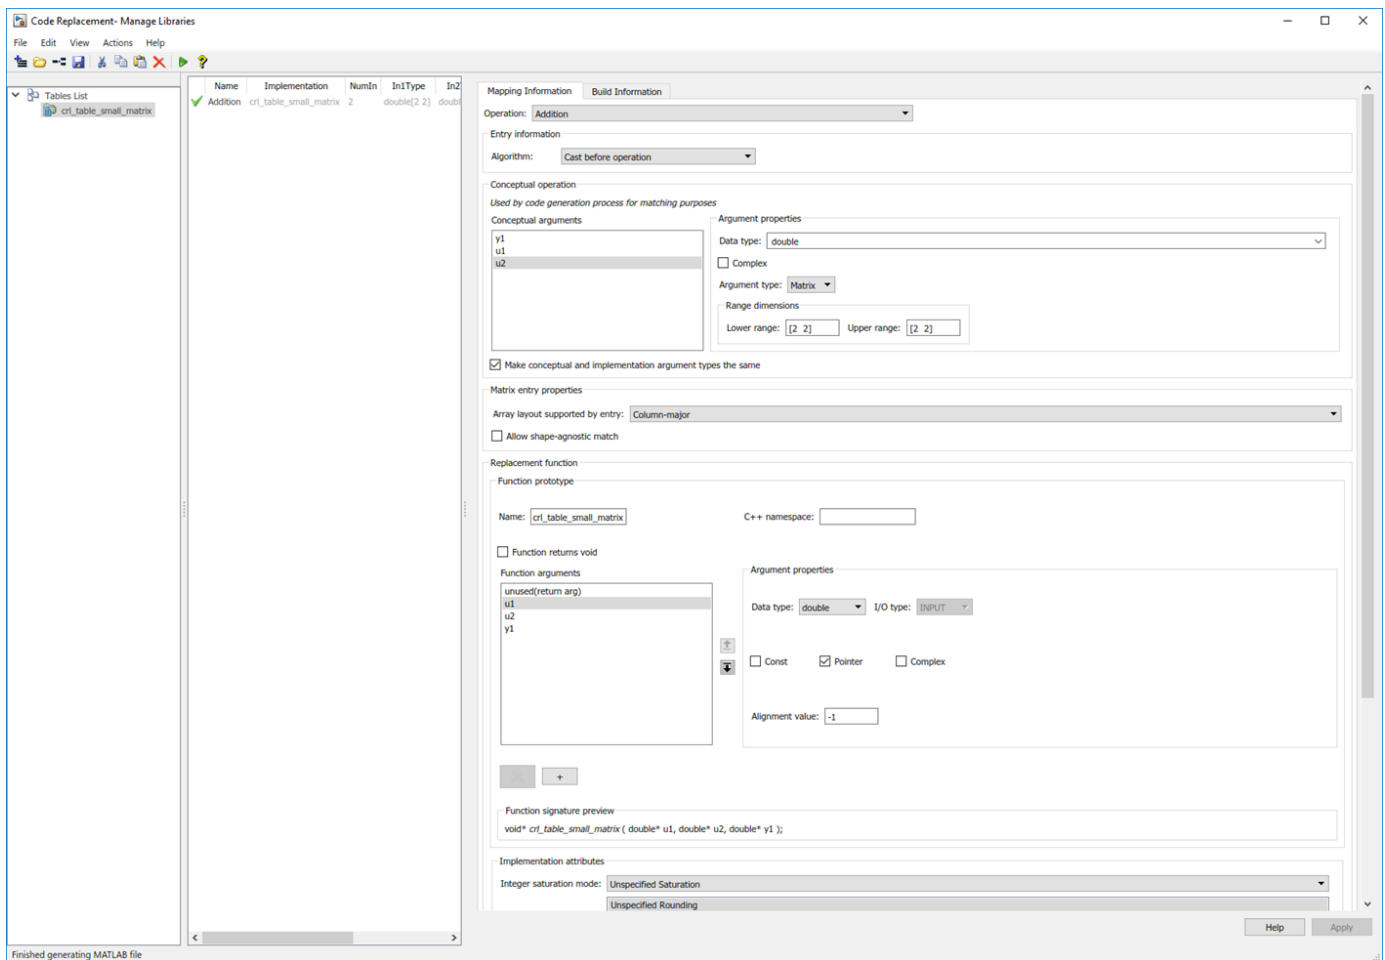 Code Replacement- Manage Libraries
File Edit View Actions Help
Tables List
crl_table_small_matrix
Name Implementation NumIn In1Type In2
Addition crl_table_small_matrix 2 double[2 2] doubl
Mapping Information Build Information
Operation: Addition
Entry information
Algorithm: Cast before operation
Conceptual operation
Used by code generation process for matching purposes
Conceptual arguments
y1
u1
u2
Argument properties
Data type: double
Complex
Argument type: Matrix
Range dimensions
Lower range: [2 2] Upper range: [2 2]
Make conceptual and implementation argument types the same
Matrix entry properties
Array layout supported by entry: Column-major
Allow shape-agnostic match
Replacement function
Function prototype
Name: crl_table_small_matrix C++ namespace:
Function returns void
Function arguments
unused(return arg)
u1
u2
y1
Argument properties
Data type: double I/O type: INPUT
Const Pointer Complex
Alignment value: -1
+
Function signature preview
void* crl_table_small_matrix ( double* u1, double* u2, double* y1 );
Implementation attributes
Integer saturation mode: Unspecified Saturation
Unspecified Rounding
Help Apply
Finished generating MATLAB file